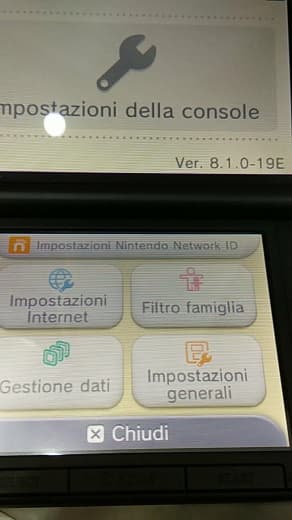 mpostazioni della console
Ver. 8.1.0-19E
Impostazioni Nintendo Network ID
Impostazioni
Internet
Filtro famiglia
Gestione dati
Impostazioni
generali
X Chiudi
START